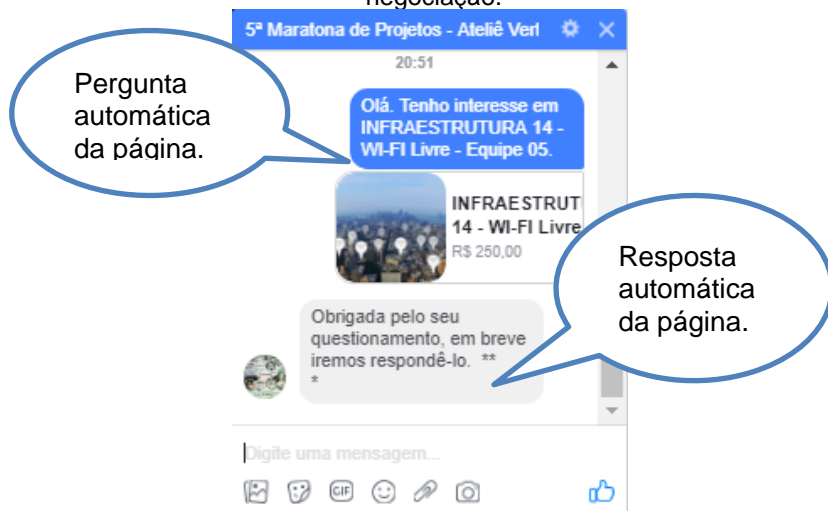 negociação.
5ª Maratona de Projetos - Ateliê Vert
20:51
Pergunta
automática
da página.
Olá. Tenho interesse em
INFRAESTRUTURA 14 -
WI-FI Livre - Equipe 05.
INFRAESTRUT
14 - WI-FI Livre
R$ 250,00
Resposta
automática
da página.
Obrigada pelo seu
questionamento, em breve
iremos respondê-lo. **
*
Digite uma mensagem...
GIF